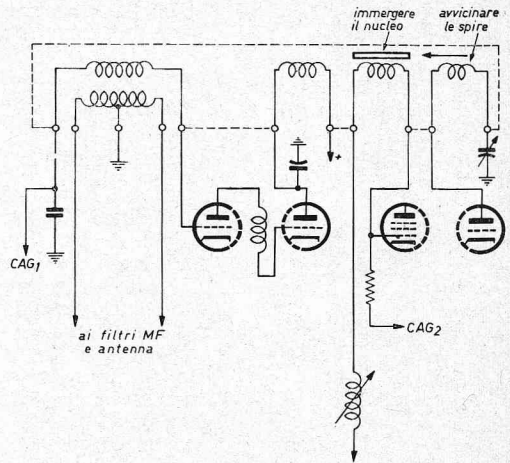 immergere
il nucleo
avvicinare
le spire
+
CAG1
CAG2
ai filtri MF
e antenna